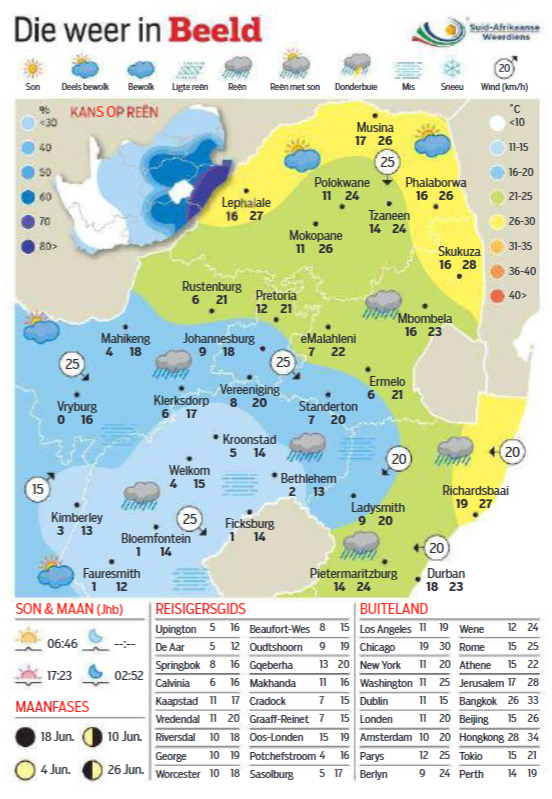 Die weer in Beeld
Suid-Afrikaanse
Weerdiens
Son
Deels bewolk
Bewolk
Ligte reën
Reën
Reën met son
Donderbuie
Mis
Sneeu
20
Wind (km/h)
%
KANS OP REËN
<30
40
50
60
70
80>
°C
<10
11-15
16-20
21-25
26-30
31-35
36-40
40>
Musina
17 26
25
Polokwane
11 24
Phalaborwa
16 26
Lephalale
16 27
Tzaneen
14 24
Mokopane
11 26
Skukuza
16 28
Rustenburg
6 21
Pretoria
12 21
Mbombela
16 23
Mahikeng
4 18
Johannesburg
9 18
eMalahleni
7 22
25
25
Ermelo
6 21
Vryburg
0 16
Klerksdorp
6 17
Vereeniging
8 20
Standerton
7 20
Kroonstad
5 14
20
20
Welkom
4 15
Bethlehem
2 13
15
Richardsbaai
19 27
Kimberley
3 13
25
Ladysmith
9 20
Bloemfontein
1 14
Ficksburg
1 14
20
Fauresmith
1 12
Pietermaritzburg
14 24
Durban
18 23
SON & MAAN (Jhb)
06:46
--:--
17:23
02:52
MAANFASES
18 Jun.
10 Jun.
4 Jun.
26 Jun.
REISIGERSGIDS
Upington 5 16 Beaufort-Wes 8 15
De Aar 5 12 Oudtshoorn 9 19
Springbok 8 16 Gqeberha 13 20
Calvinia 6 16 Makhanda 11 16
Kaapstad 11 17 Cradock 7 15
Vredendal 11 20 Graaff-Reinet 7 15
Riversdal 10 18 Oos-Londen 15 19
George 10 19 Potchefstroom 4 16
Worcester 10 18 Sasolburg 5 17
BUITELAND
Los Angeles 11 19 Wene 12 24
Chicago 19 30 Rome 15 25
New York 11 20 Athene 15 22
Washington 11 25 Jerusalem 17 28
Dublin 11 15 Bangkok 26 33
Londen 11 20 Beijing 15 26
Amsterdam 10 20 Hongkong 28 34
Parys 12 25 Tokio 15 21
Berlyn 9 24 Perth 14 19